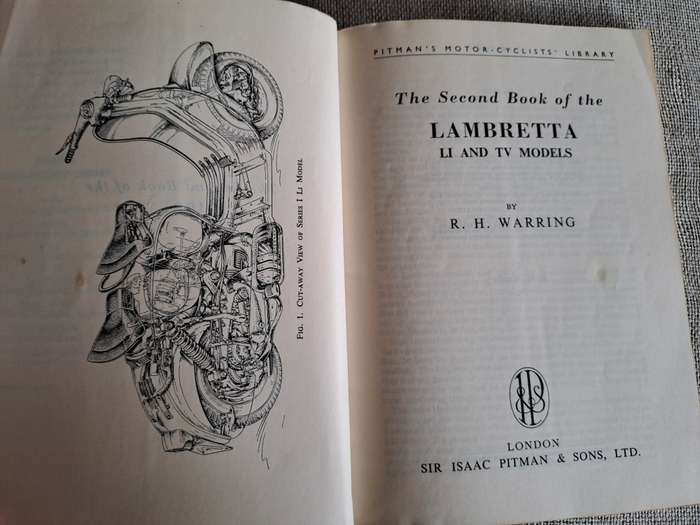 FIG. 1. CUT-AWAY VIEW OF SERIES I LI MODEL
PITMAN'S MOTOR-CYCLISTS' LIBRARY
The Second Book of the
LAMBRETTA
LI AND TV MODELS
BY
R. H. WARRING
LONDON
SIR ISAAC PITMAN & SONS, LTD.